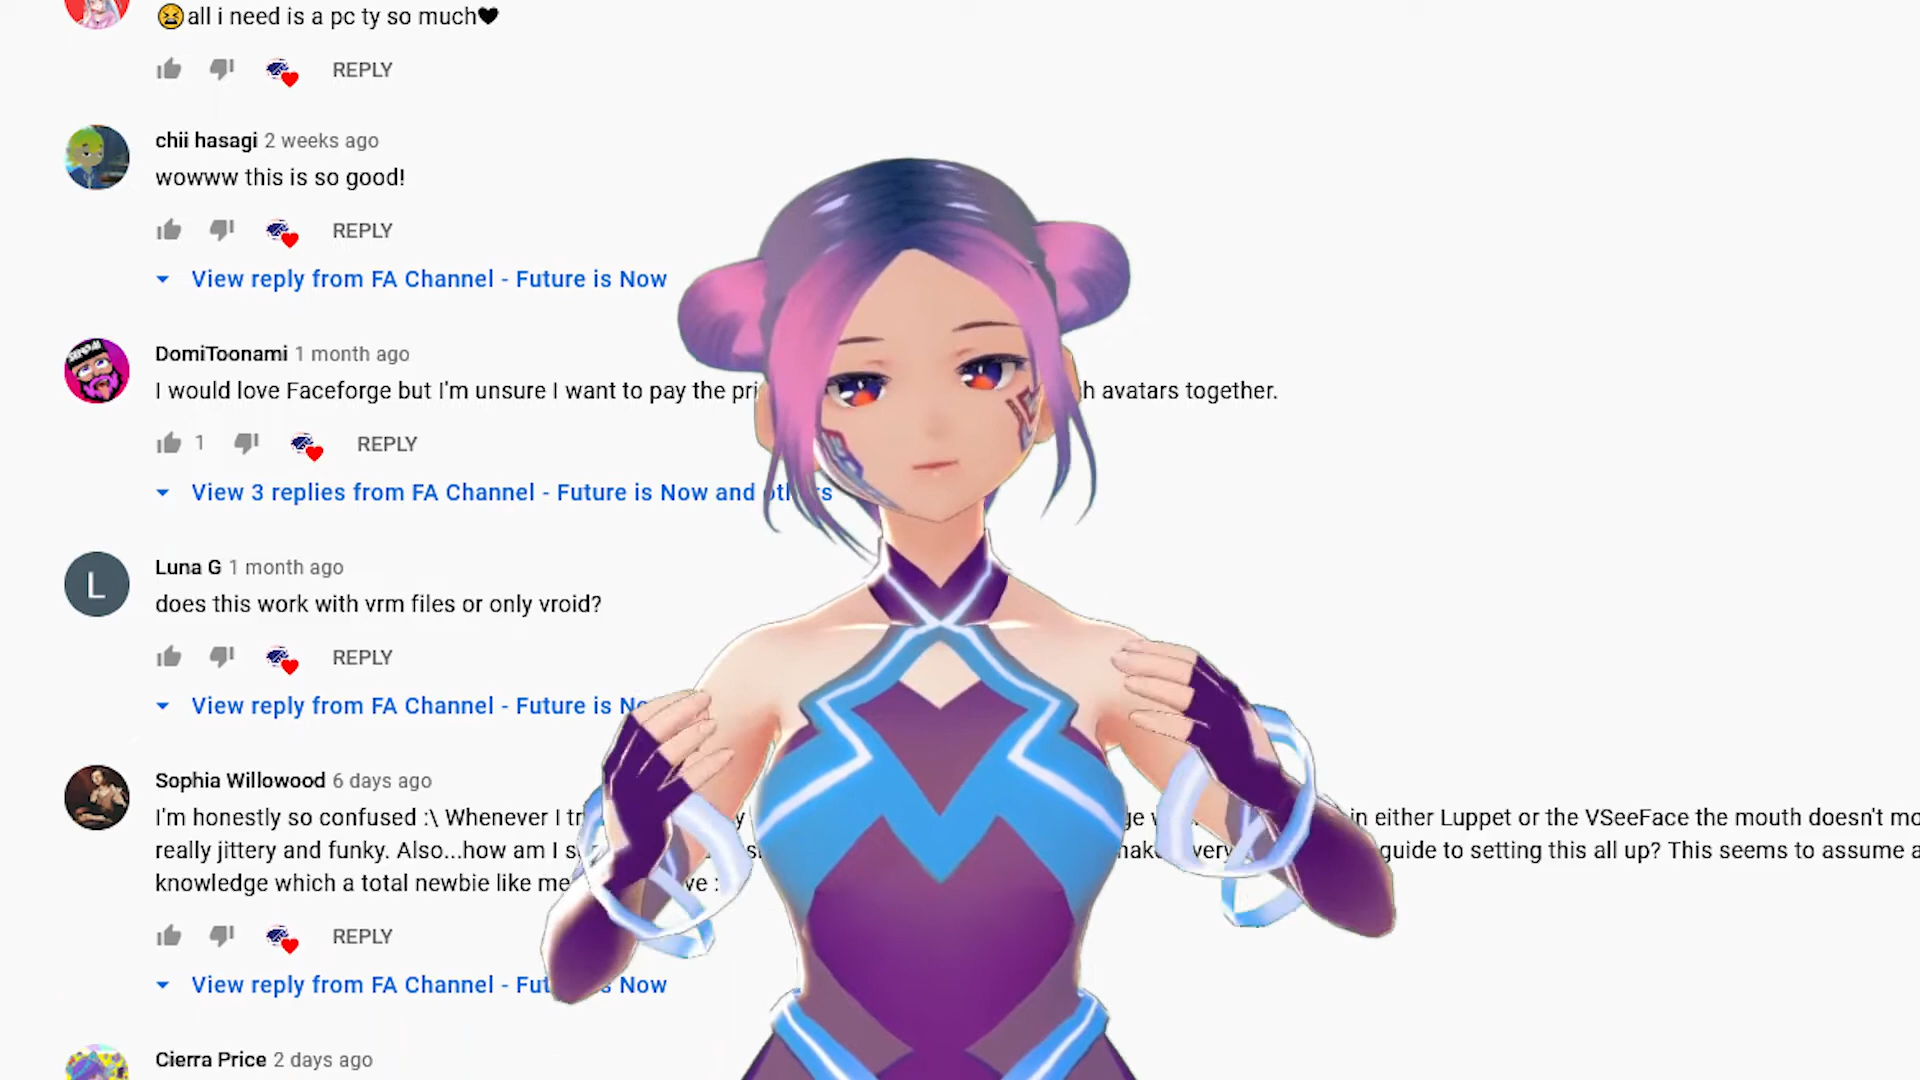 😫all i need is a pc ty so much🖤
REPLY
chii hasagi 2 weeks ago
wowww this is so good!
REPLY
View reply from FA Channel - Future is Now
SENPAI
DomiToonami 1 month ago
I would love Faceforge but I'm unsure I want to pay the avatars together.
1 REPLY
View 3 replies from FA Channel - Future is Now and others
L
Luna G 1 month ago
does this work with vrm files or only vroid?
REPLY
View reply from FA Channel - Future is
Sophia Willowood 6 days ago
I'm honestly so confused :\ Whenever I in either Luppet or the VSeeFace the mouth doesn't
really jittery and funky. Also...how am I guide to setting this all up? This seems to assume a
knowledge which a total newbie like me
REPLY
View reply from FA Channel - Future is Now
Cierra Price 2 days ago